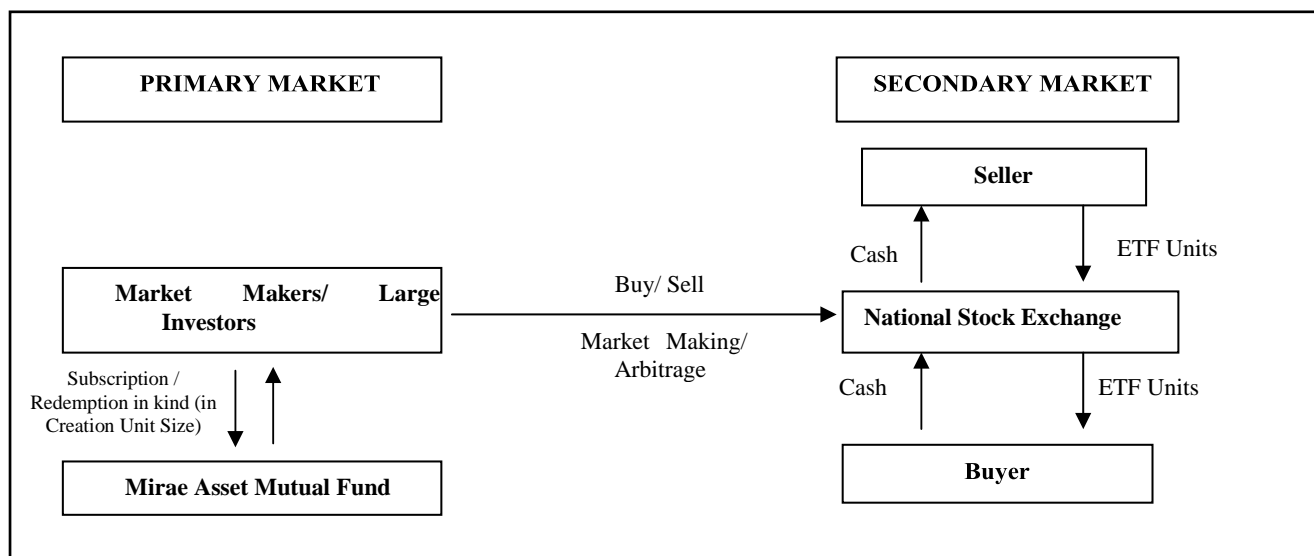 PRIMARY MARKET
SECONDARY MARKET
Seller
Cash
ETF Units
Market Makers/ Large
Investors
Buy/ Sell
Market Making/
Arbitrage
National Stock Exchange
Subscription /
Redemption in kind (in
Creation Unit Size)
Cash
ETF Units
Mirae Asset Mutual Fund
Buyer